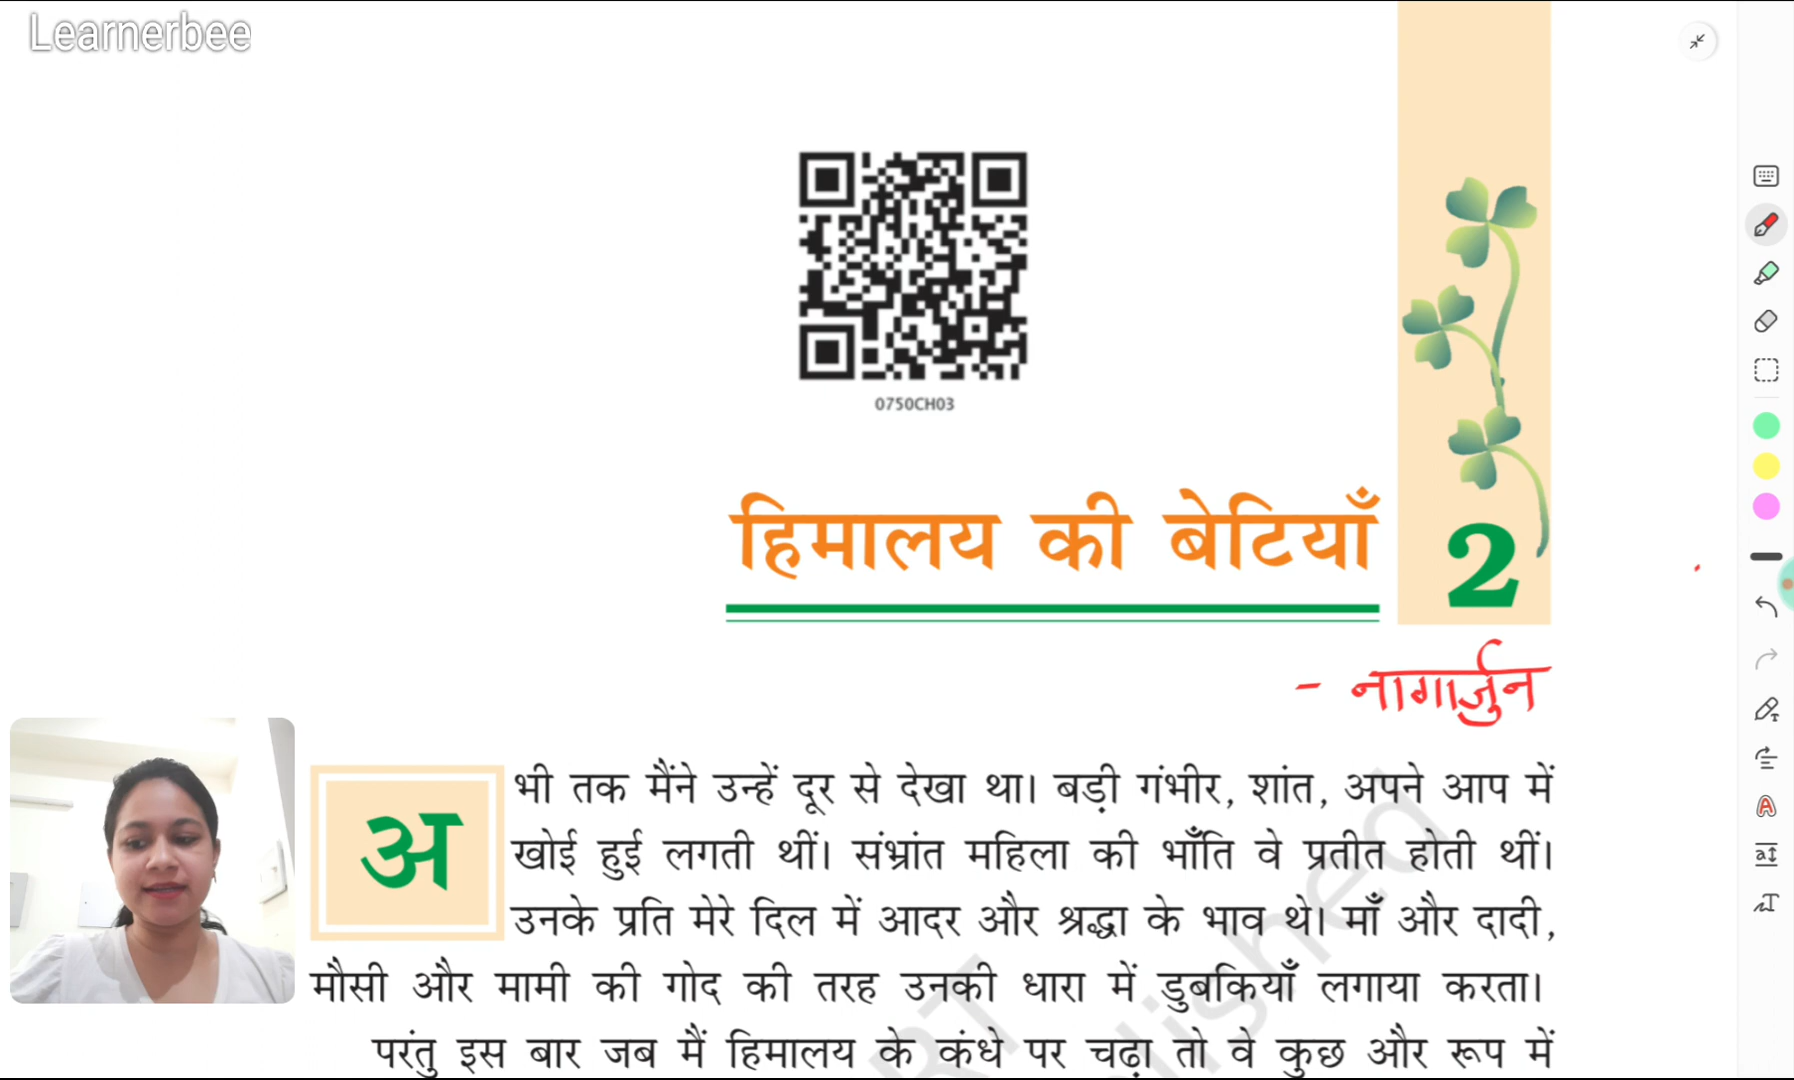 Learnerbee
0750CH03
हिमालय की बेटियाँ
2
- नागार्जुन
अ
भी तक मैंने उन्हें दूर से देखा था। बड़ी गंभीर, शांत, अपने आप में
खोई हुई लगती थीं। संभ्रांत महिला की भाँति वे प्रतीत होती थीं।
उनके प्रति मेरे दिल में आदर और श्रद्धा के भाव थे। माँ और दादी,
मौसी और मामी की गोद की तरह उनकी धारा में डुबकियाँ लगाया करता।
परंतु इस बार जब मैं हिमालय के कंधे पर चढ़ा तो वे कुछ और रूप में